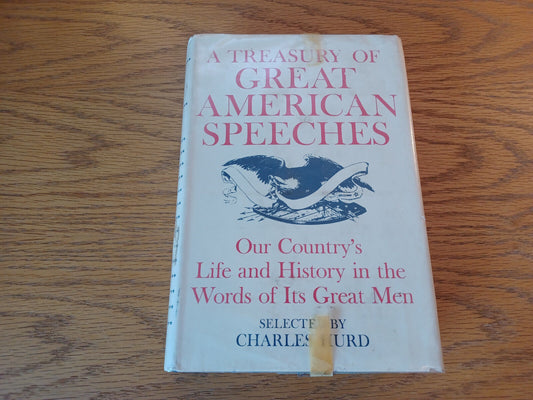 A TREASURY OF
GREAT
AMERICAN
SPEECHES
Our Country's
Life and History in the
Words of Its Great Men
SELECTED BY
CHARLES HURD